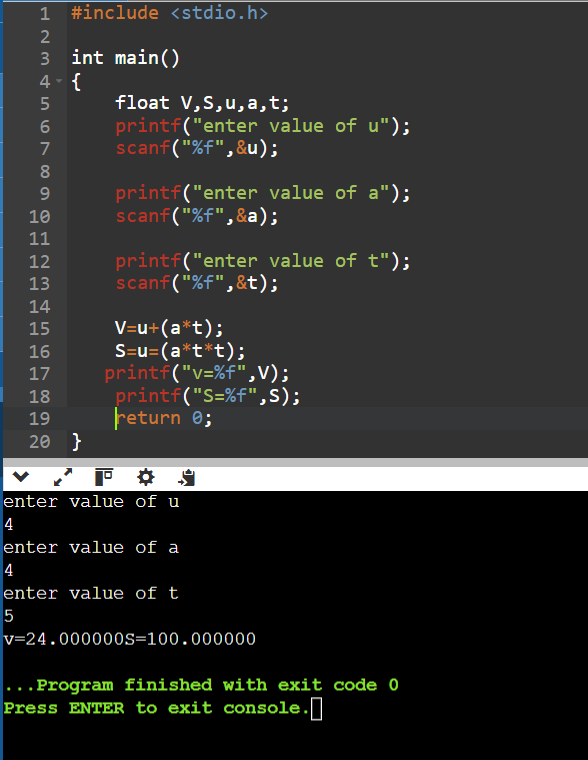 1 #include <stdio.h>
2
3 int main()
4 {
5 float V,S,u,a,t;
6 printf("enter value of u");
7 scanf("%f",&u);
8
9 printf("enter value of a");
10 scanf("%f",&a);
11
12 printf("enter value of t");
13 scanf("%f",&t);
14
15 V=u+(a*t);
16 S=u=(a*t*t);
17 printf("v=%f",V);
18 printf("S=%f",S);
19 return 0;
20 }
enter value of u
4
enter value of a
4
enter value of t
5
v=24.000000S=100.000000
...Program finished with exit code 0
Press ENTER to exit console.